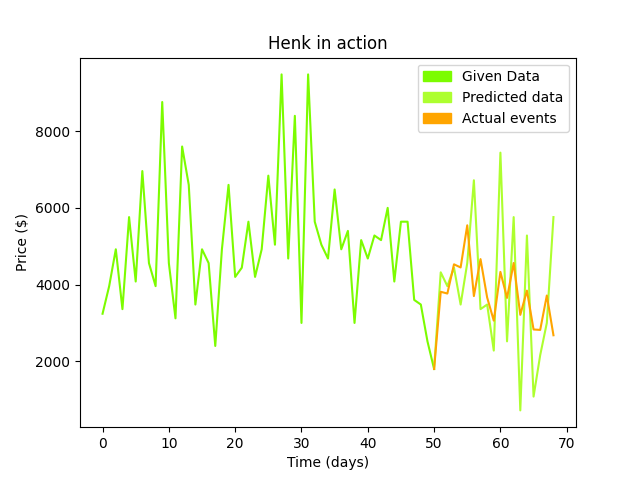 Henk in action
Given Data
Predicted data
Actual events
Price ($)
8000
6000
4000
2000
0 10 20 30 40 50 60 70
Time (days)